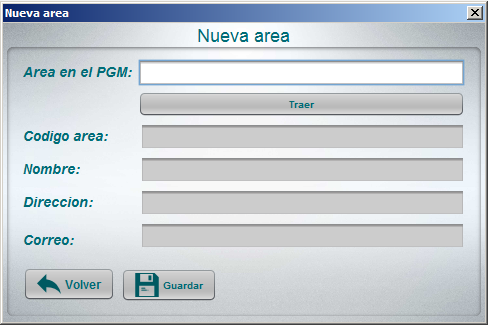 Nueva area
Nueva area
Area en el PGM:
Traer
Codigo area:
Nombre:
Direccion:
Correo:
Volver
Guardar